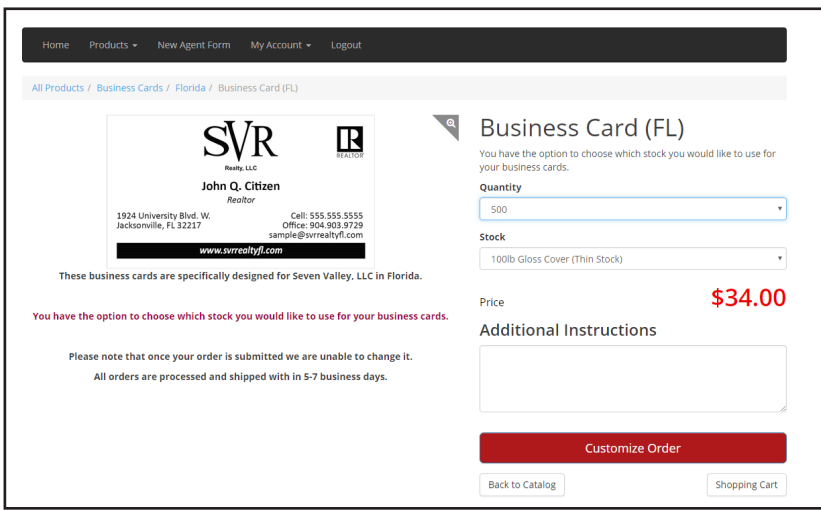 Home Products New Agent Form My Account Logout
All Products / Business Cards / Florida / Business Card (FL)
SVR
Realty, LLC
R
REALTOR
John Q. Citizen
Realtor
1924 University Blvd. W.
Jacksonville, FL 32217
Cell: 555.555.5555
Office: 904.903.9729
sample@svrrealtyfl.com
www.svrrealtyfl.com
These business cards are specifically designed for Seven Valley, LLC in Florida.
You have the option to choose which stock you would like to use for your business cards.
Please note that once your order is submitted we are unable to change it.
All orders are processed and shipped with in 5-7 business days.
Business Card (FL)
You have the option to choose which stock you would like to use for
your business cards.
Quantity
500
Stock
100lb Gloss Cover (Thin Stock)
Price $34.00
Additional Instructions
Customize Order
Back to Catalog Shopping Cart